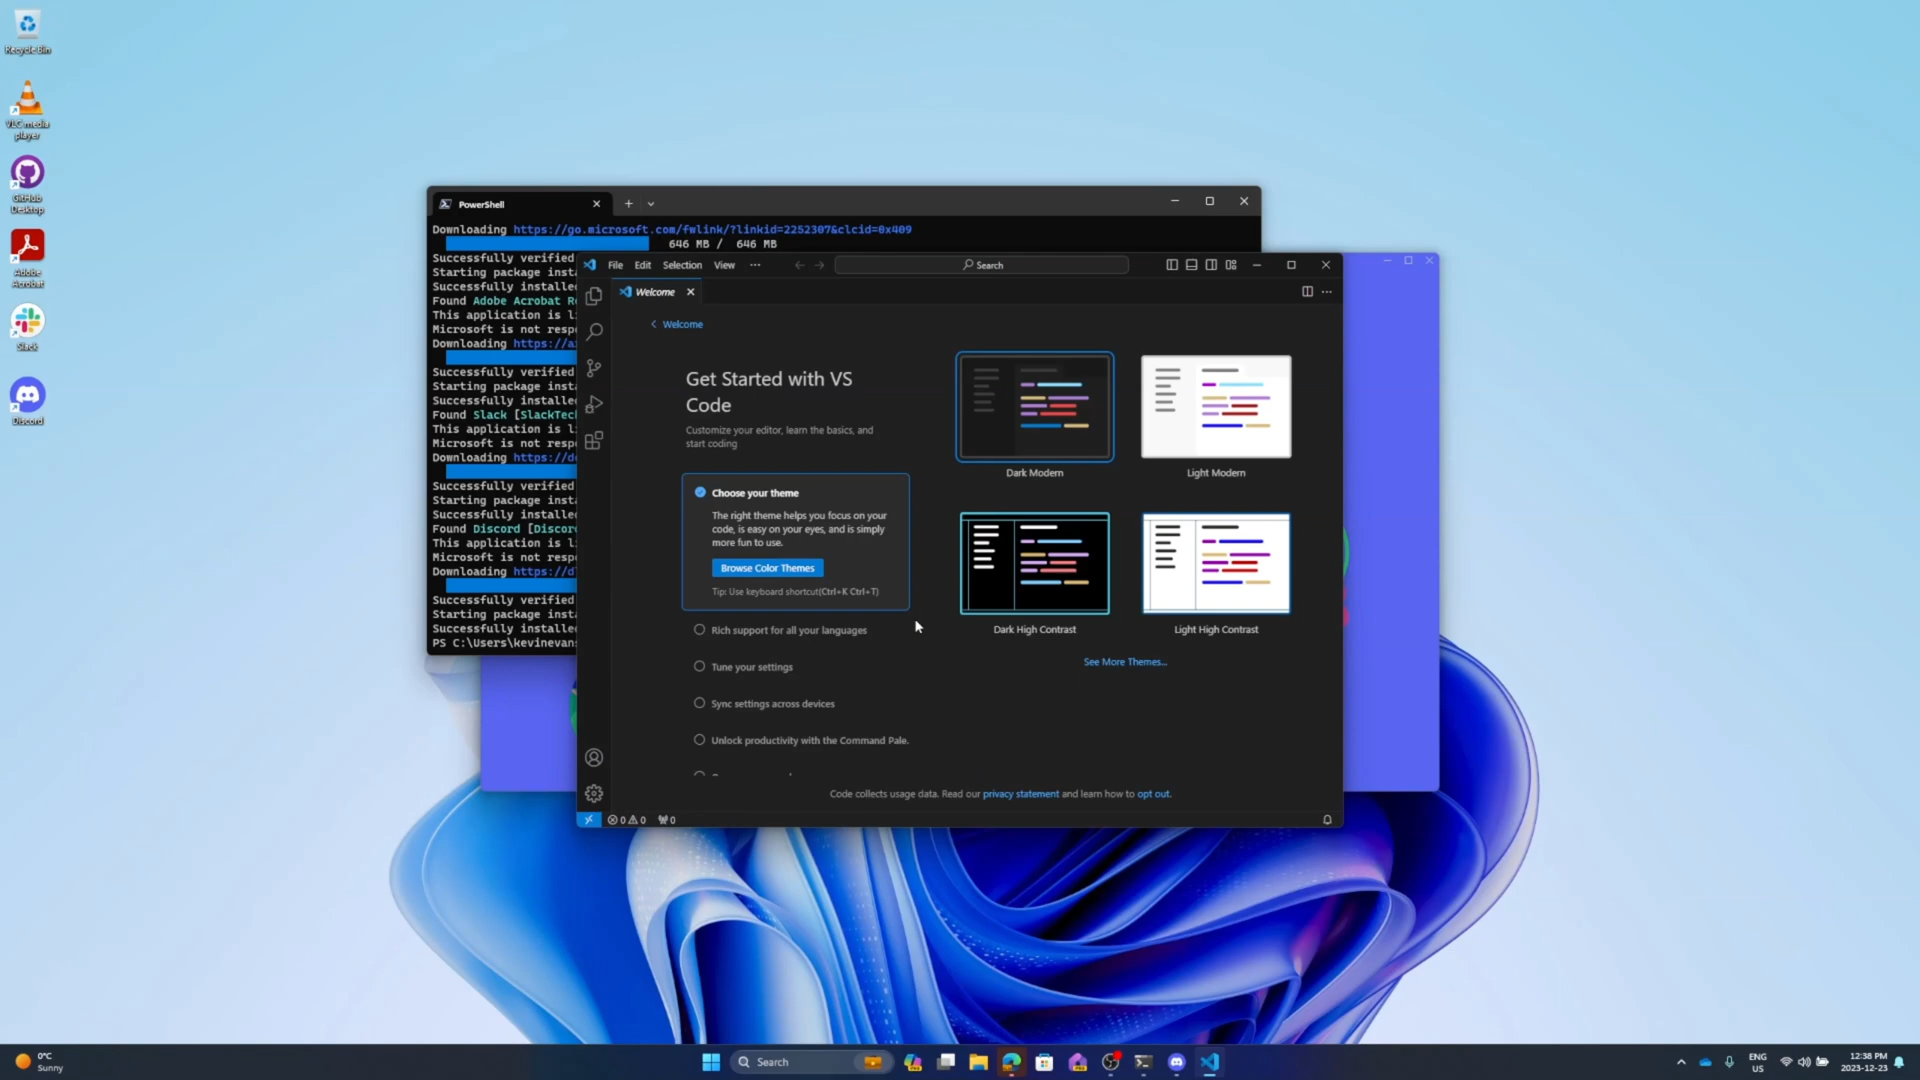 Recycle Bin
VLC media
player
GitHub
Desktop
Adobe
Acrobat
Slack
Discord
PowerShell
Downloading https://go.microsoft.com/fwlink/?linkid=2252307&clcid=0x409
646 MB / 646 MB
Successfully verified
Starting package insta
Successfully installe
Found Adobe Acrobat R
This application is l
Microsoft is not resp
Downloading https://a
Successfully verified
Starting package insta
Successfully installe
Found Slack [SlackTec
This application is l
Microsoft is not resp
Downloading https://d
Successfully verified
Starting package insta
Successfully installe
Found Discord [Discor
This application is l
Microsoft is not resp
Downloading https://d
Successfully verified
Starting package insta
Successfully installe
PS C:\Users\kevinevan
File Edit Selection View ··· Search
Welcome
Welcome
Get Started with VS
Code
Customize your editor, learn the basics, and
start coding
Choose your theme
The right theme helps you focus on your
code, is easy on your eyes, and is simply
more fun to use.
Browse Color Themes
Tip: Use keyboard shortcut(Ctrl+K Ctrl+T)
Rich support for all your languages
Tune your settings
Sync settings across devices
Unlock productivity with the Command Pale.
Dark Modern
Light Modern
Dark High Contrast
Light High Contrast
See More Themes...
Code collects usage data. Read our privacy statement and learn how to opt out.
0 0 0
0°C
Sunny
Search
ENG
US
12:38 PM
2023-12-23